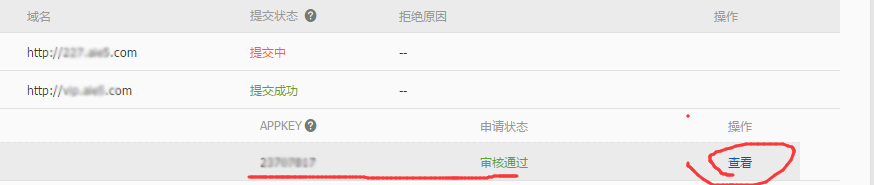 域名 提交状态 ? 拒绝原因 操作
http://.com 提交中 --
http://.com 提交成功 --
APPKEY ? 申请状态 操作
审核通过 查看